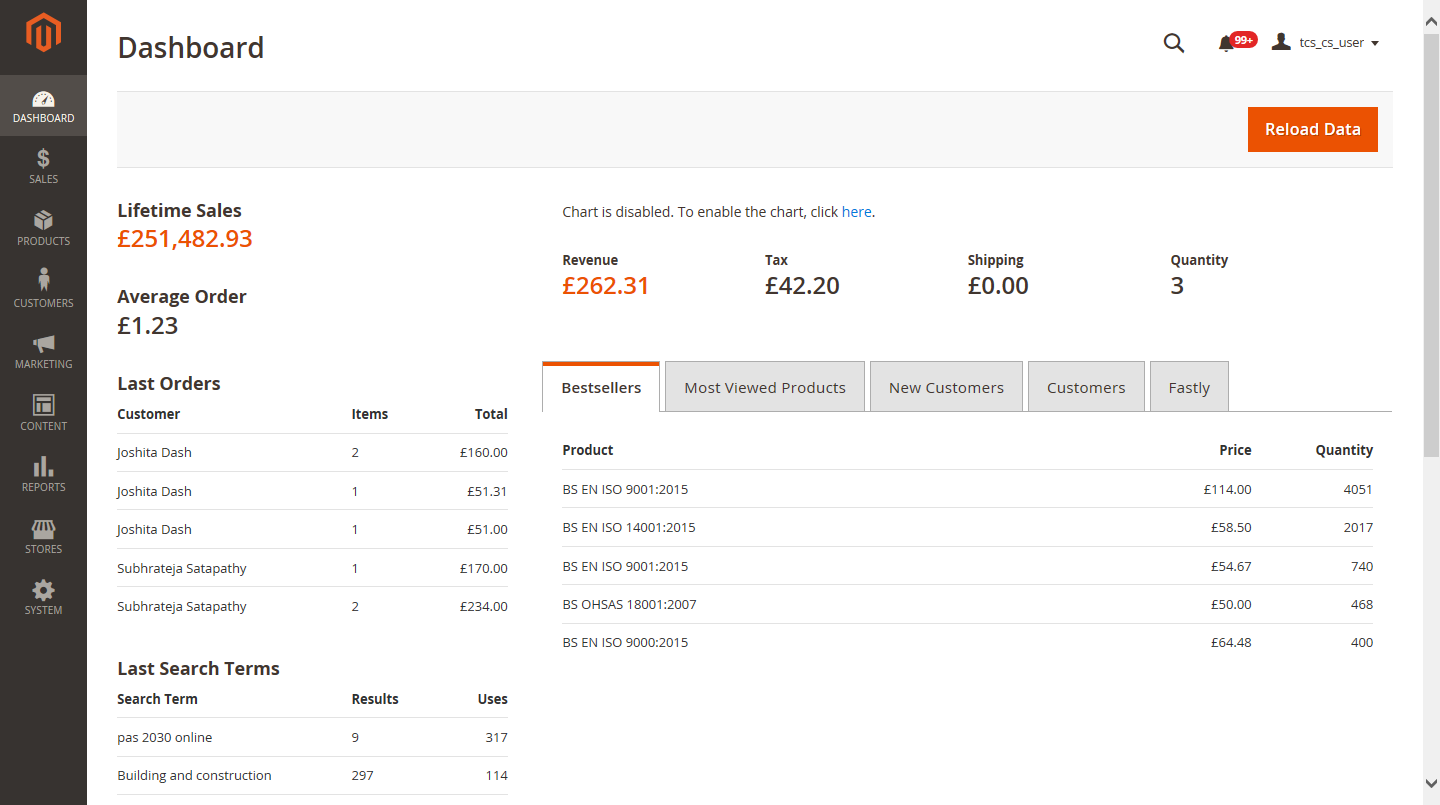 Dashboard
99+
tcs_cs_user
DASHBOARD
SALES
PRODUCTS
CUSTOMERS
MARKETING
CONTENT
REPORTS
STORES
SYSTEM
Reload Data
Lifetime Sales
£251,482.93
Average Order
£1.23
Last Orders
Customer Items Total
Joshita Dash 2 £160.00
Joshita Dash 1 £51.31
Joshita Dash 1 £51.00
Subhrateja Satapathy 1 £170.00
Subhrateja Satapathy 2 £234.00
Last Search Terms
Search Term Results Uses
pas 2030 online 9 317
Building and construction 297 114
Chart is disabled. To enable the chart, click here.
Revenue Tax Shipping Quantity
£262.31 £42.20 £0.00 3
Bestsellers Most Viewed Products New Customers Customers Fastly
Product Price Quantity
BS EN ISO 9001:2015 £114.00 4051
BS EN ISO 14001:2015 £58.50 2017
BS EN ISO 9001:2015 £54.67 740
BS OHSAS 18001:2007 £50.00 468
BS EN ISO 9000:2015 £64.48 400